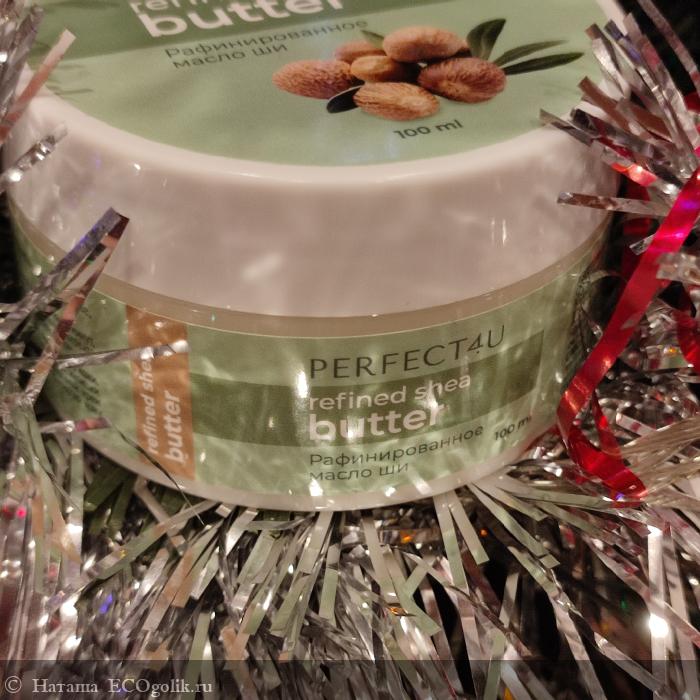 butter
Рафинированное
масло ши
100 ml
PERFECT4U
refined shea
butter
Рафинированное
масло ши
100 ml
refined shea
butter
© Наташа ECOgolik.ru